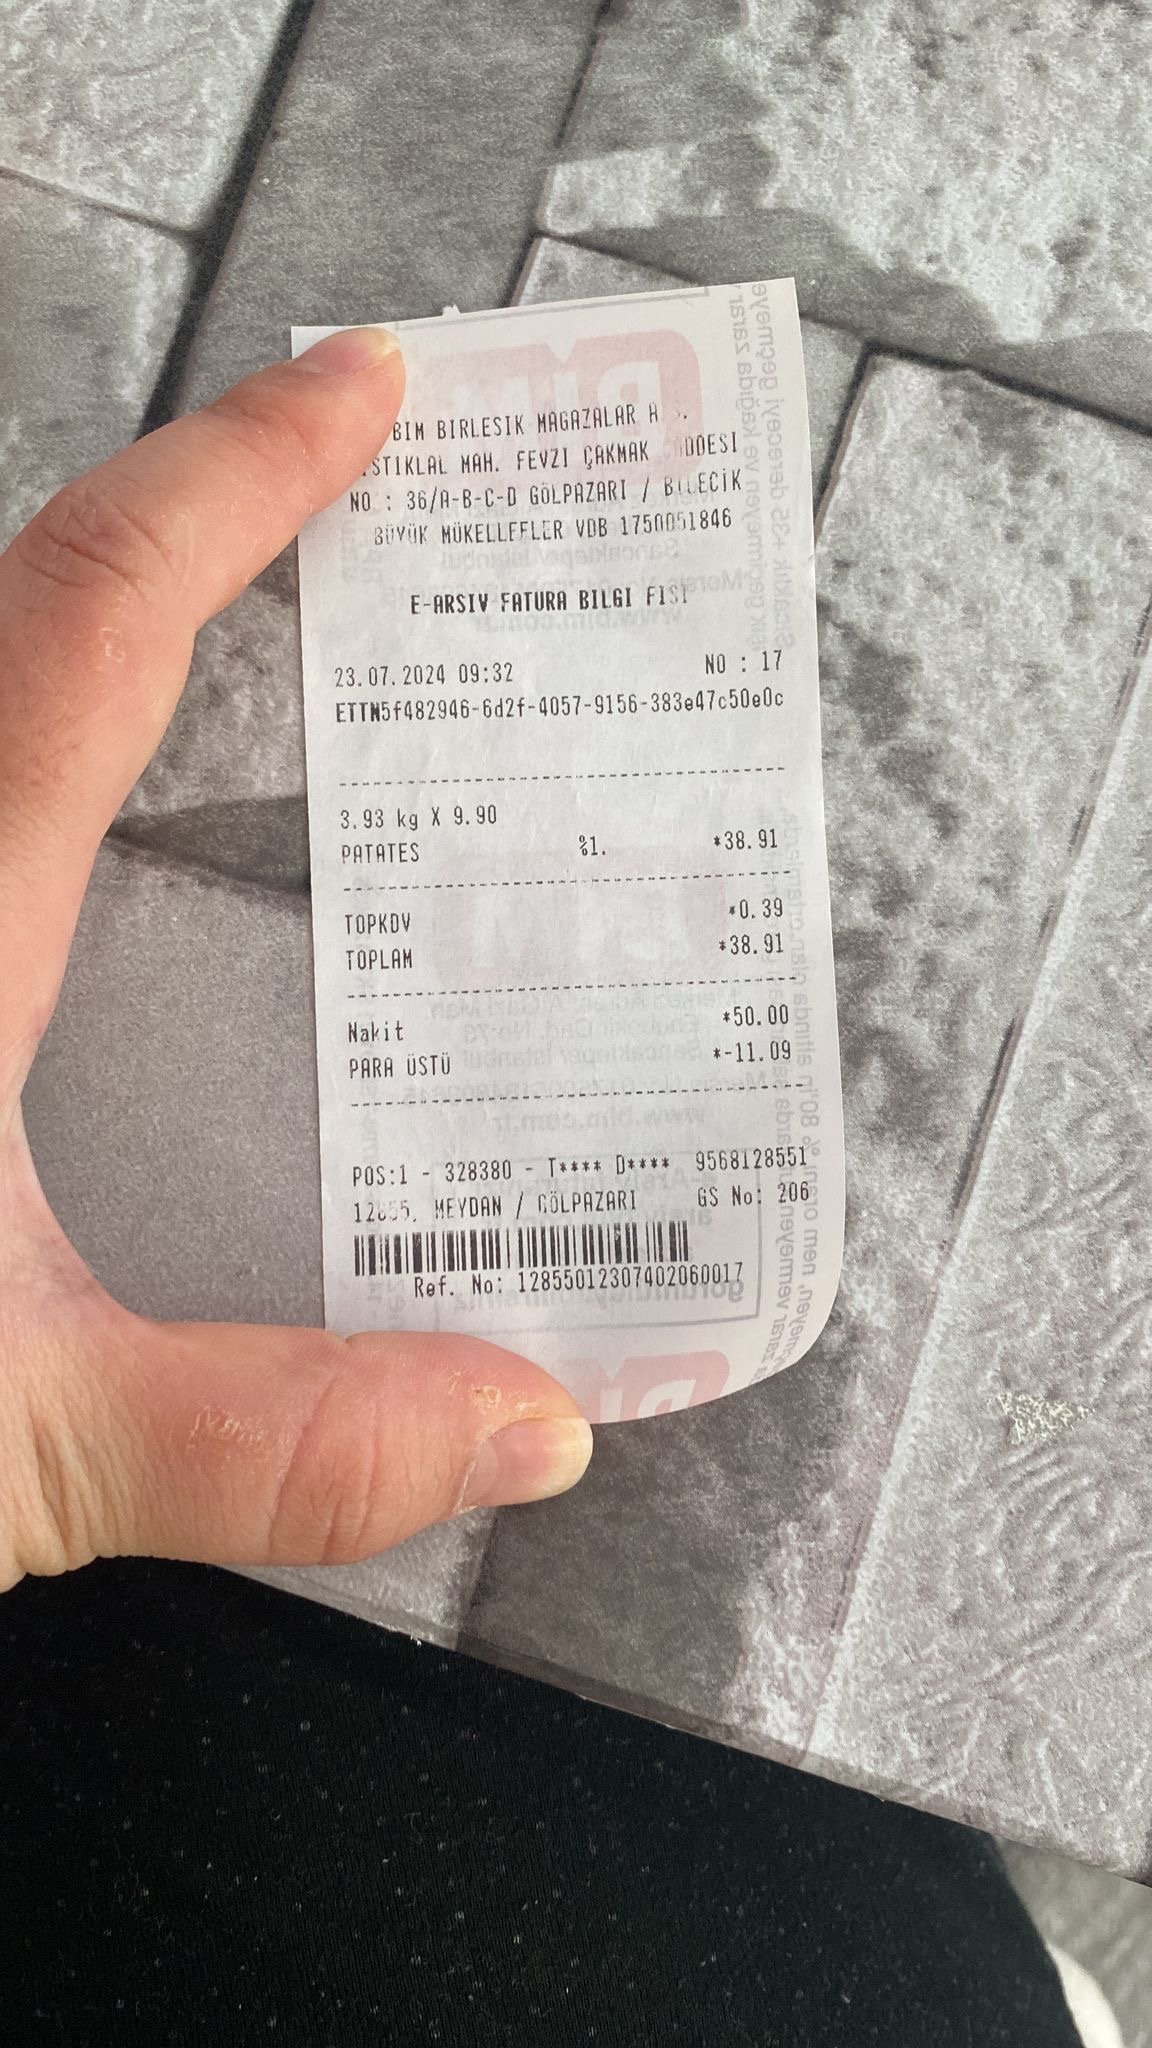 BIM BIRLESIK MAGAZALAR A.
MAH. FEVZI ÇAKMAK
NO : 36/A-B-C-D GÖLPAZARI / BILECIK
BÜYÜK MÜKELLEFLER VDB 1750051846
E-ARSIV FATURA BILGI FISI
23.07.2024 09:32 NO : 17
ETTN5f482946-6d2f-4057-9156-383e47c50e0c
3.93 kg X 9.90
PATATES %1. *38.91
TOPKDV *0.39
TOPLAM *38.91
Nakit *50.00
PARA ÜSTÜ *-11.09
POS:1 - 328380 - T**** D**** 9568128551
12855, MEYDAN / GÖLPAZARI GS No: 206
Ref. No: 12855012307402060017